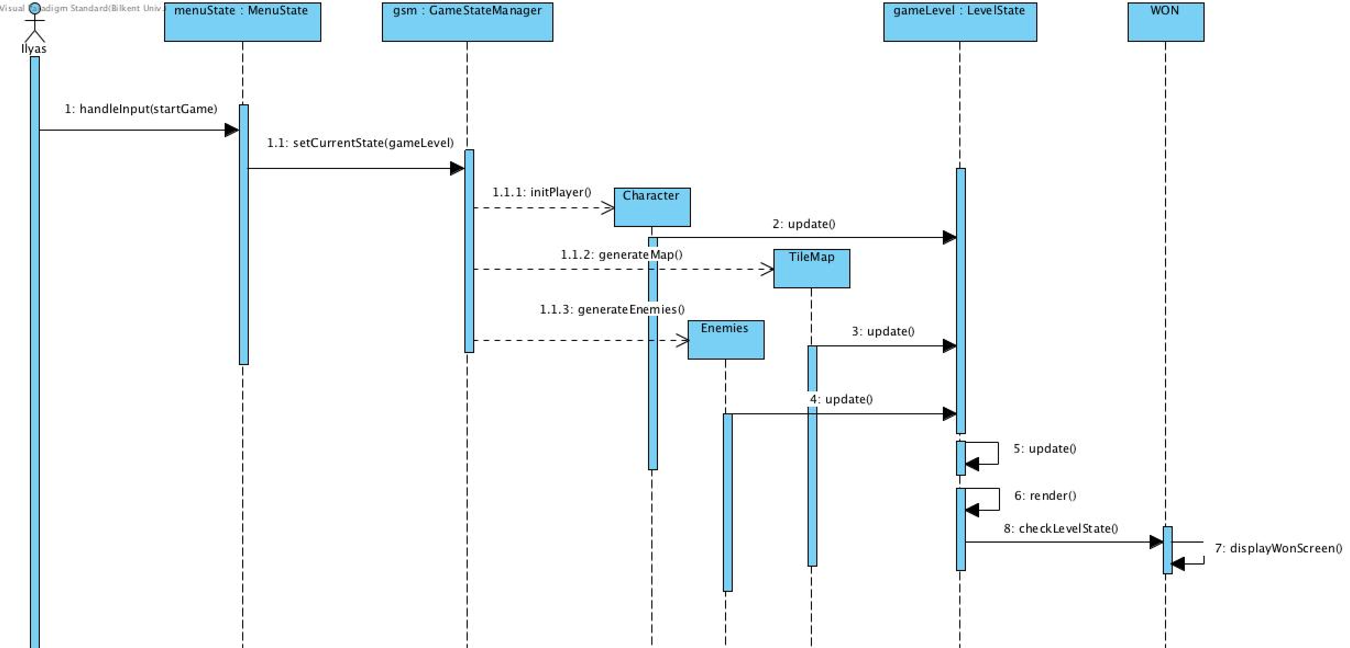 Visual Paradigm Standard(Bilkent Univ.
Ilyas
menuState : MenuState
gsm : GameStateManager
gameLevel : LevelState
WON
1: handleInput(startGame)
1.1: setCurrentState(gameLevel)
1.1.1: initPlayer()
Character
2: update()
1.1.2: generateMap()
TileMap
1.1.3: generateEnemies()
Enemies
3: update()
4: update()
5: update()
6: render()
8: checkLevelState()
7: displayWonScreen()